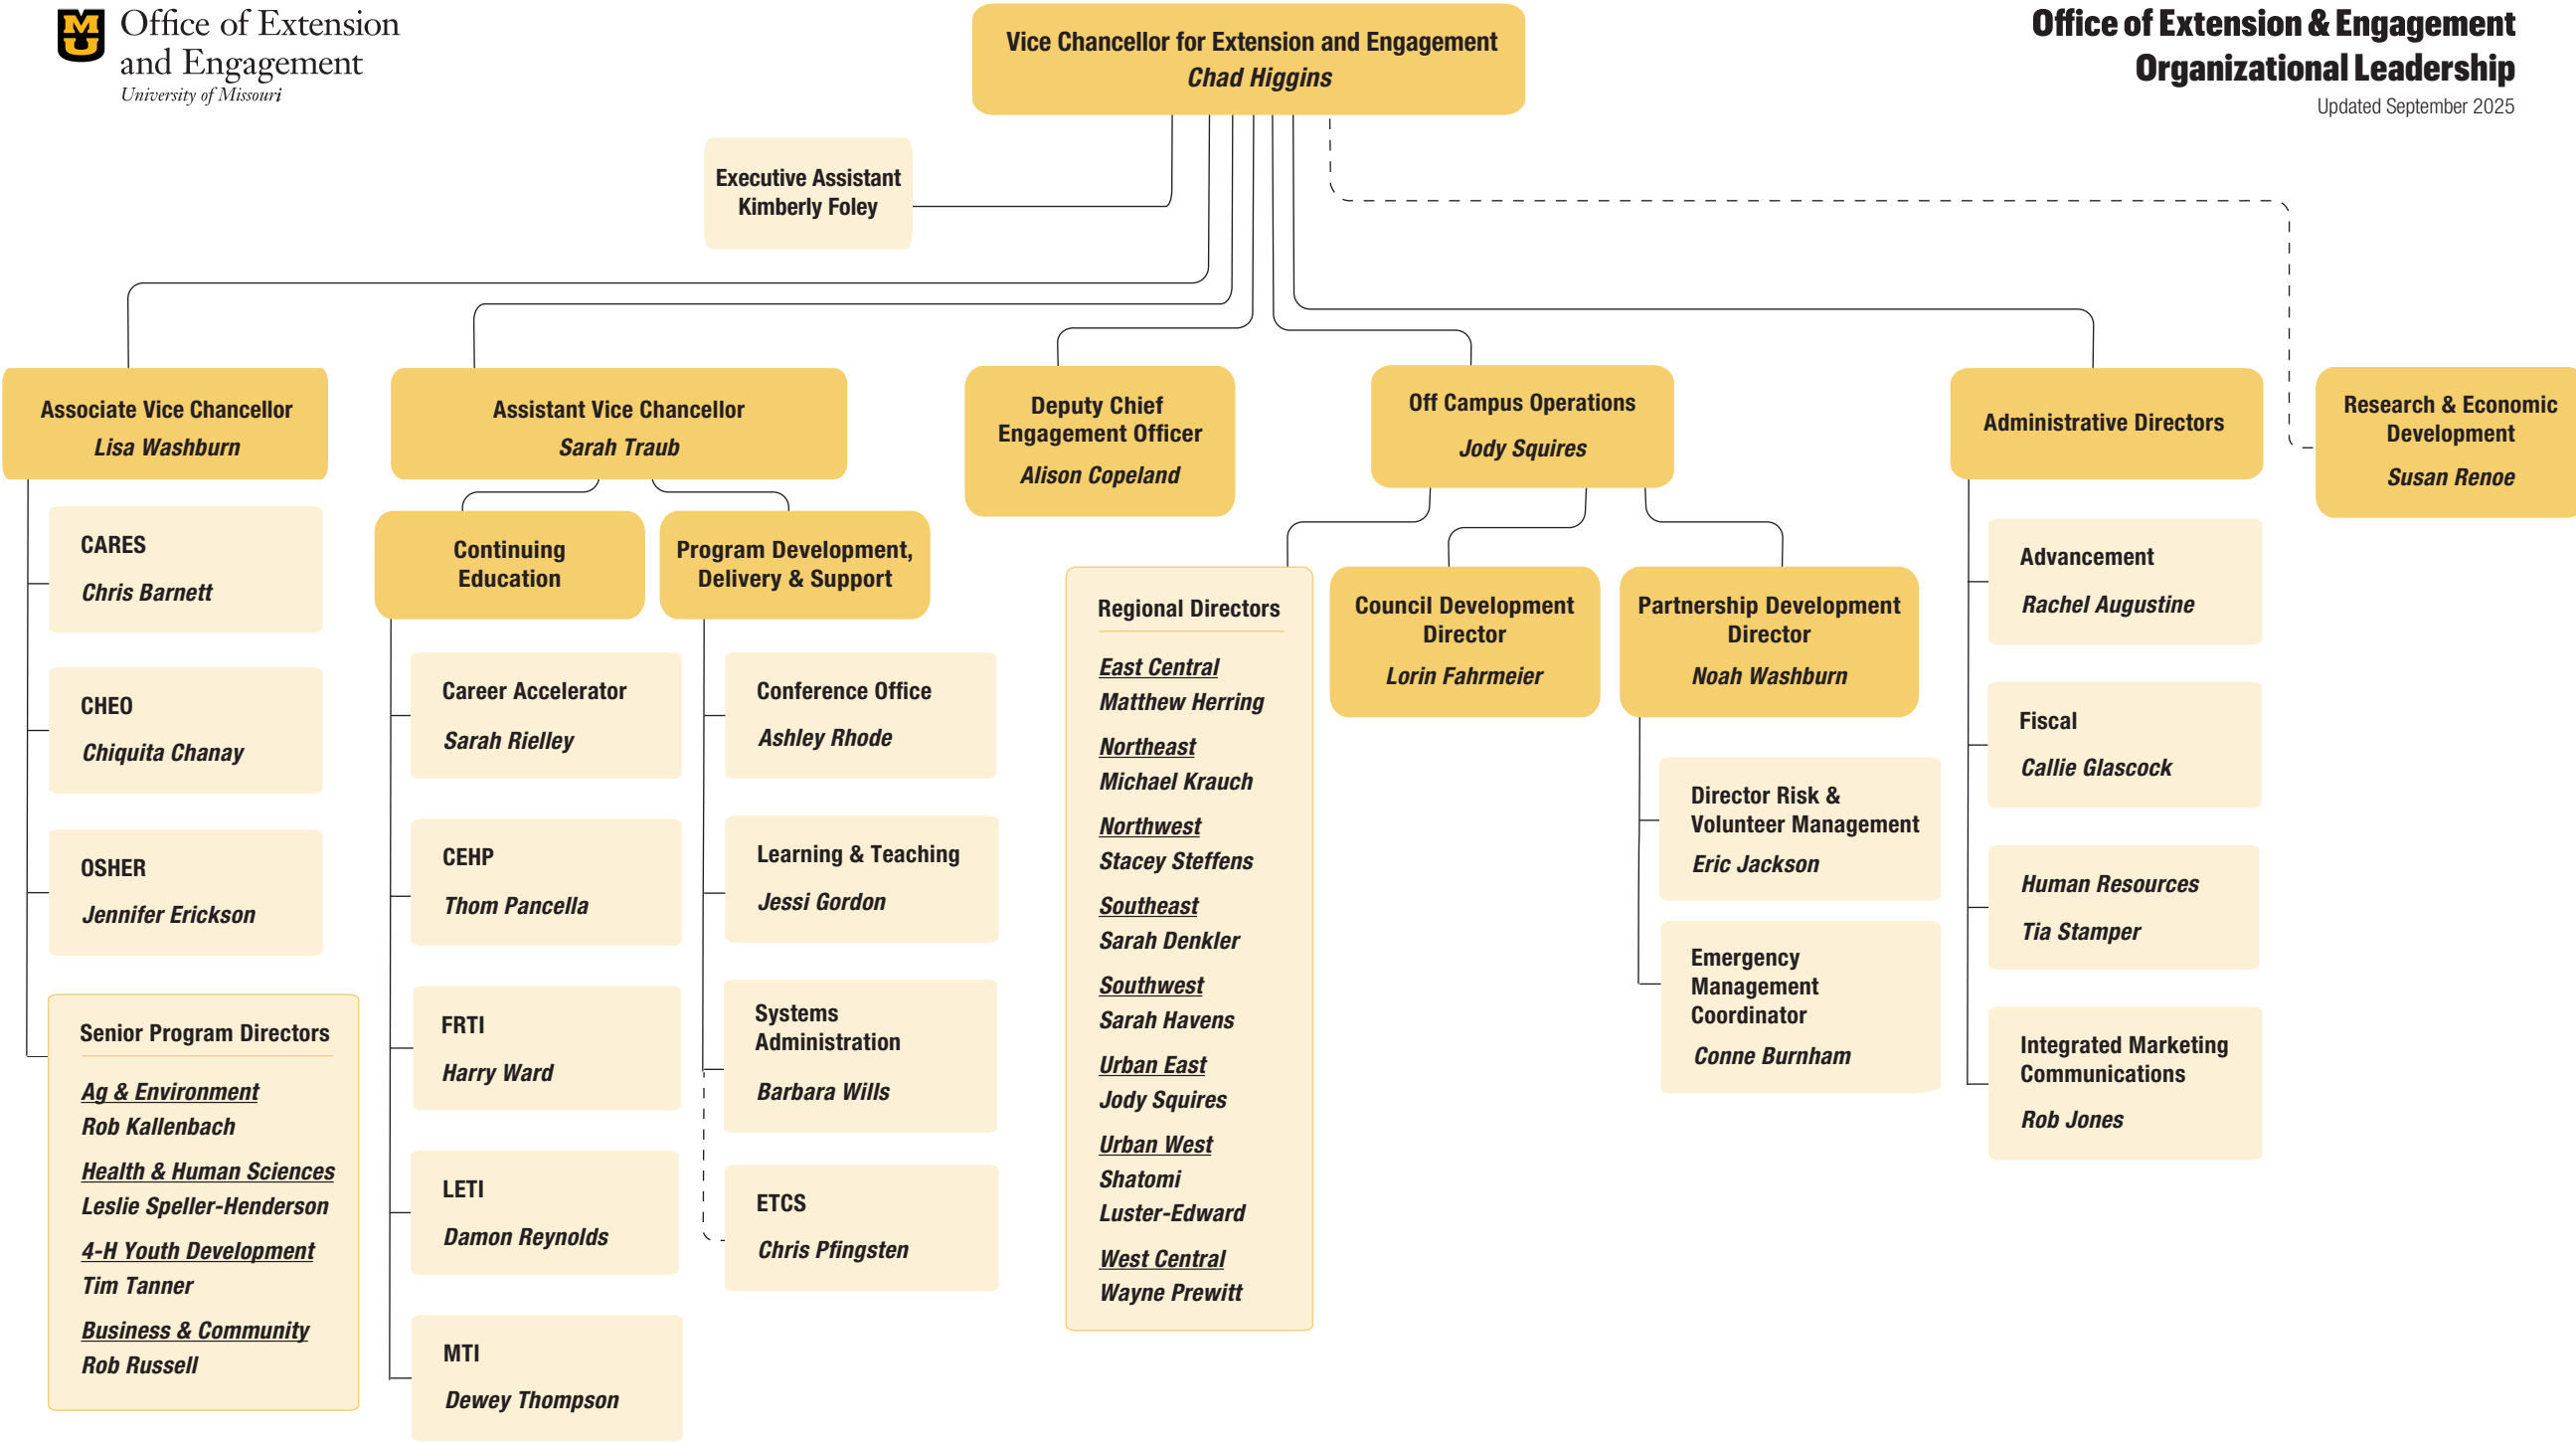 MU
Office of Extension
and Engagement
University of Missouri
Vice Chancellor for Extension and Engagement
Chad Higgins
Office of Extension & Engagement
Organizational Leadership
Updated September 2025
Executive Assistant
Kimberly Foley
Associate Vice Chancellor
Lisa Washburn
CARES
Chris Barnett
CHEO
Chiquita Chanay
OSHER
Jennifer Erickson
Senior Program Directors
Ag & Environment
Rob Kallenbach
Health & Human Sciences
Leslie Speller-Henderson
4-H Youth Development
Tim Tanner
Business & Community
Rob Russell
Assistant Vice Chancellor
Sarah Traub
Continuing
Education
Career Accelerator
Sarah Rielley
CEHP
Thom Pancella
FRTI
Harry Ward
LETI
Damon Reynolds
MTI
Dewey Thompson
Program Development,
Delivery & Support
Conference Office
Ashley Rhode
Learning & Teaching
Jessi Gordon
Systems
Administration
Barbara Wills
ETCS
Chris Pfingsten
Deputy Chief
Engagement Officer
Alison Copeland
Off Campus Operations
Jody Squires
Regional Directors
East Central
Matthew Herring
Northeast
Michael Krauch
Northwest
Stacey Steffens
Southeast
Sarah Denkler
Southwest
Sarah Havens
Urban East
Jody Squires
Urban West
Shatomi
Luster-Edward
West Central
Wayne Prewitt
Council Development
Director
Lorin Fahrmeier
Partnership Development
Director
Noah Washburn
Director Risk &
Volunteer Management
Eric Jackson
Emergency
Management
Coordinator
Conne Burnham
Administrative Directors
Advancement
Rachel Augustine
Fiscal
Callie Glascock
Human Resources
Tia Stamper
Integrated Marketing
Communications
Rob Jones
Research & Economic
Development
Susan Renoe